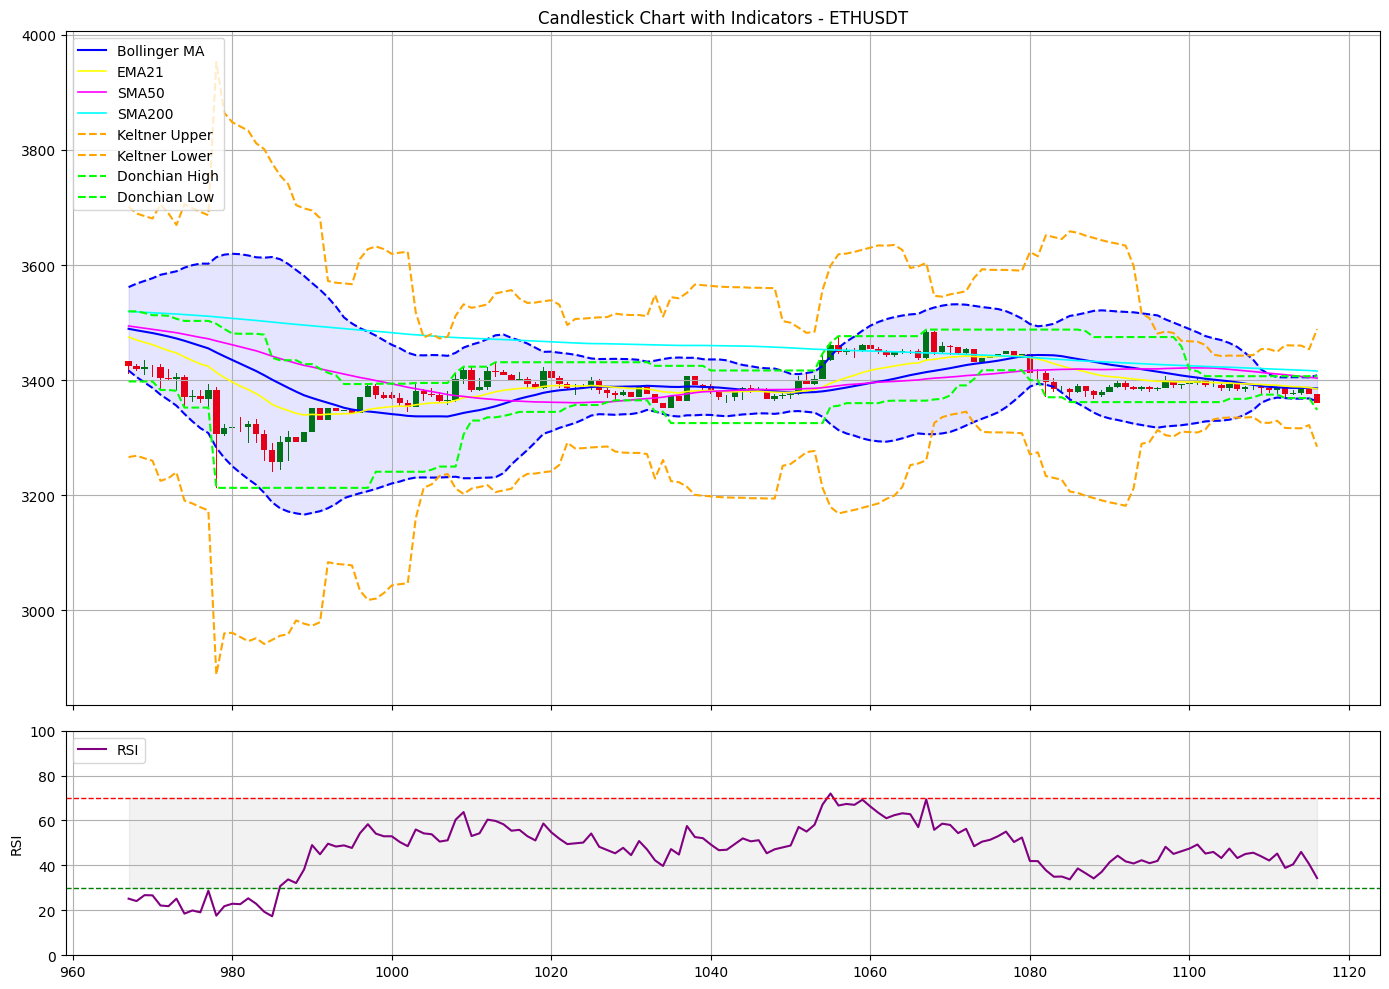 Candlestick Chart with Indicators - ETHUSDT
4000
3800
3600
3400
3200
3000
Bollinger MA
EMA21
SMA50
SMA200
Keltner Upper
Keltner Lower
Donchian High
Donchian Low
100
80
60
40
20
0
RSI
RSI
960
980
1000
1020
1040
1060
1080
1100
1120